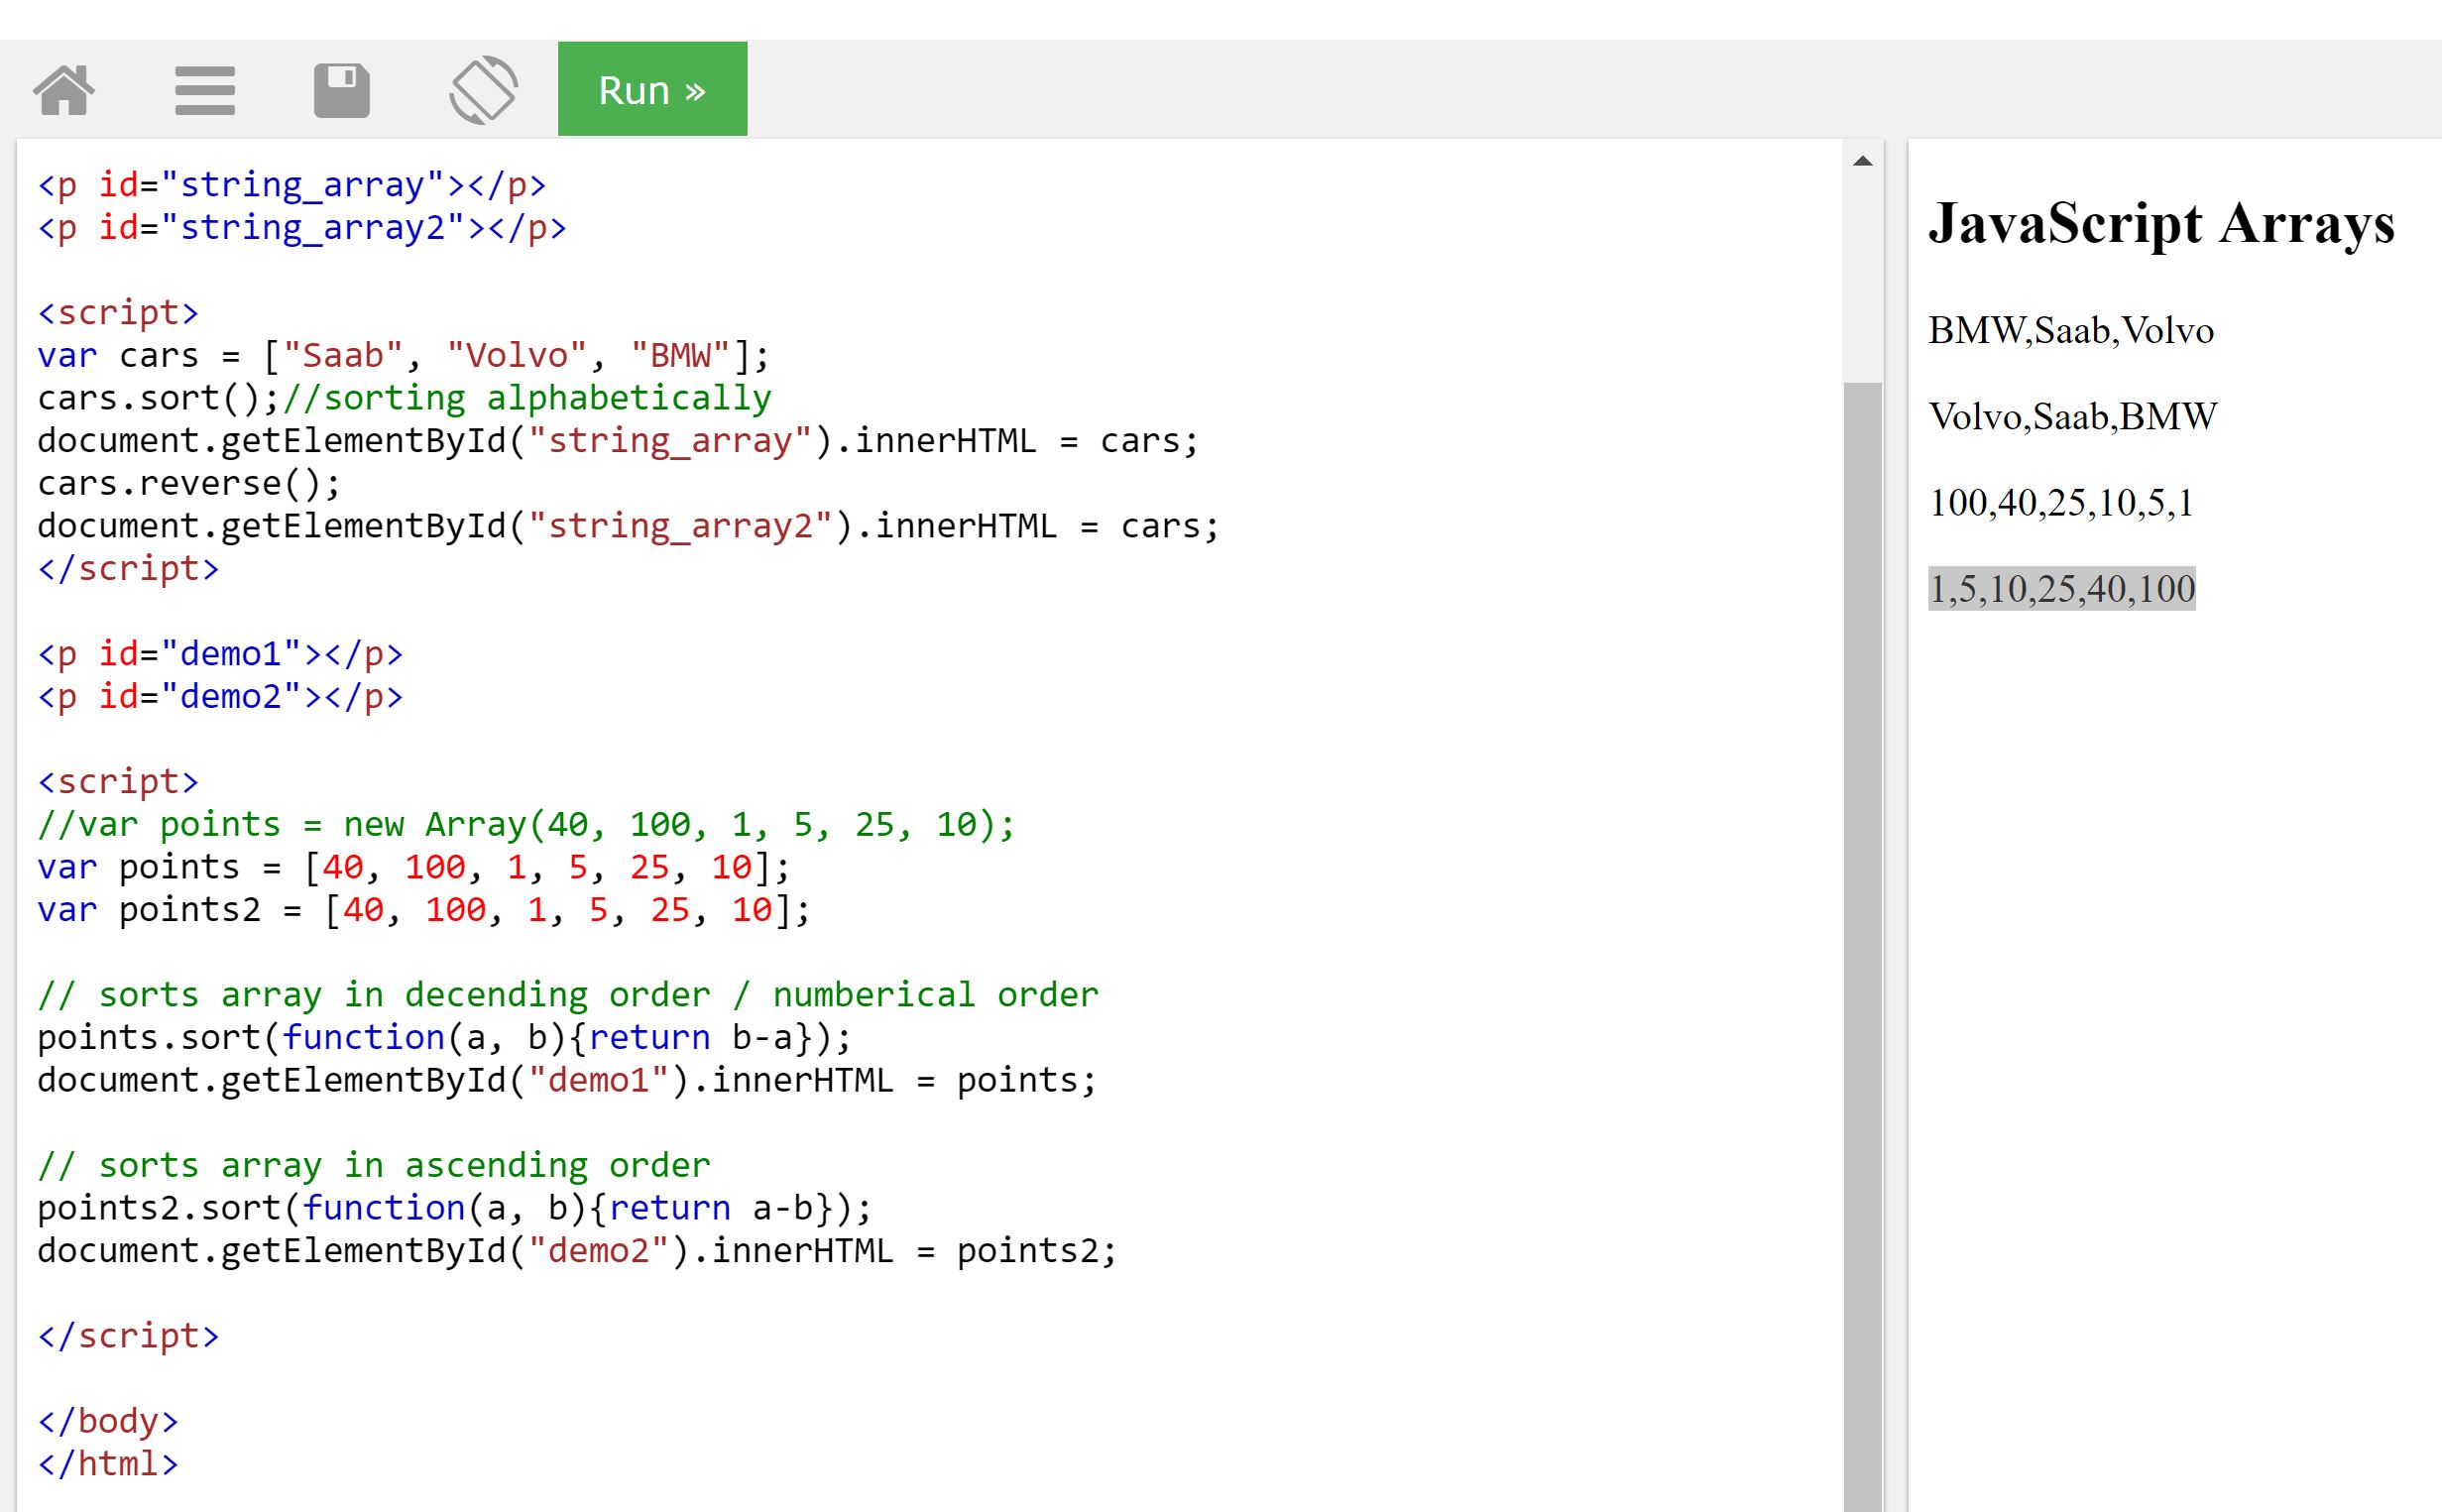 Run »
<p id="string_array"></p>
<p id="string_array2"></p>
<script>
var cars = ["Saab", "Volvo", "BMW"];
cars.sort();//sorting alphabetically
document.getElementById("string_array").innerHTML = cars;
cars.reverse();
document.getElementById("string_array2").innerHTML = cars;
</script>
<p id="demo1"></p>
<p id="demo2"></p>
<script>
//var points = new Array(40, 100, 1, 5, 25, 10);
var points = [40, 100, 1, 5, 25, 10];
var points2 = [40, 100, 1, 5, 25, 10];
// sorts array in decending order / numberical order
points.sort(function(a, b){return b-a});
document.getElementById("demo1").innerHTML = points;
// sorts array in ascending order
points2.sort(function(a, b){return a-b});
document.getElementById("demo2").innerHTML = points2;
</script>
</body>
</html>
JavaScript Arrays
BMW,Saab,Volvo
Volvo,Saab,BMW
100,40,25,10,5,1
1,5,10,25,40,100